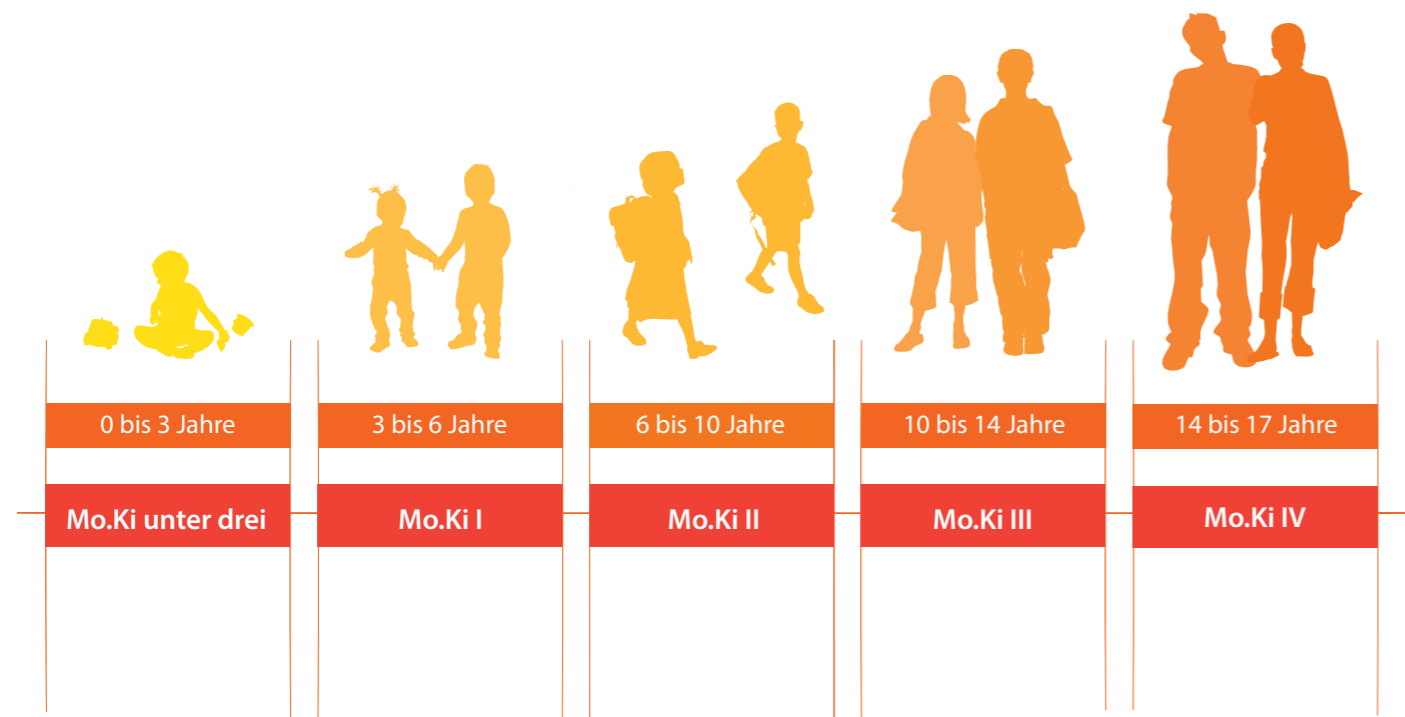 0 bis 3 Jahre
3 bis 6 Jahre
6 bis 10 Jahre
10 bis 14 Jahre
14 bis 17 Jahre
Mo.Ki unter drei
Mo.Ki I
Mo.Ki II
Mo.Ki III
Mo.Ki IV